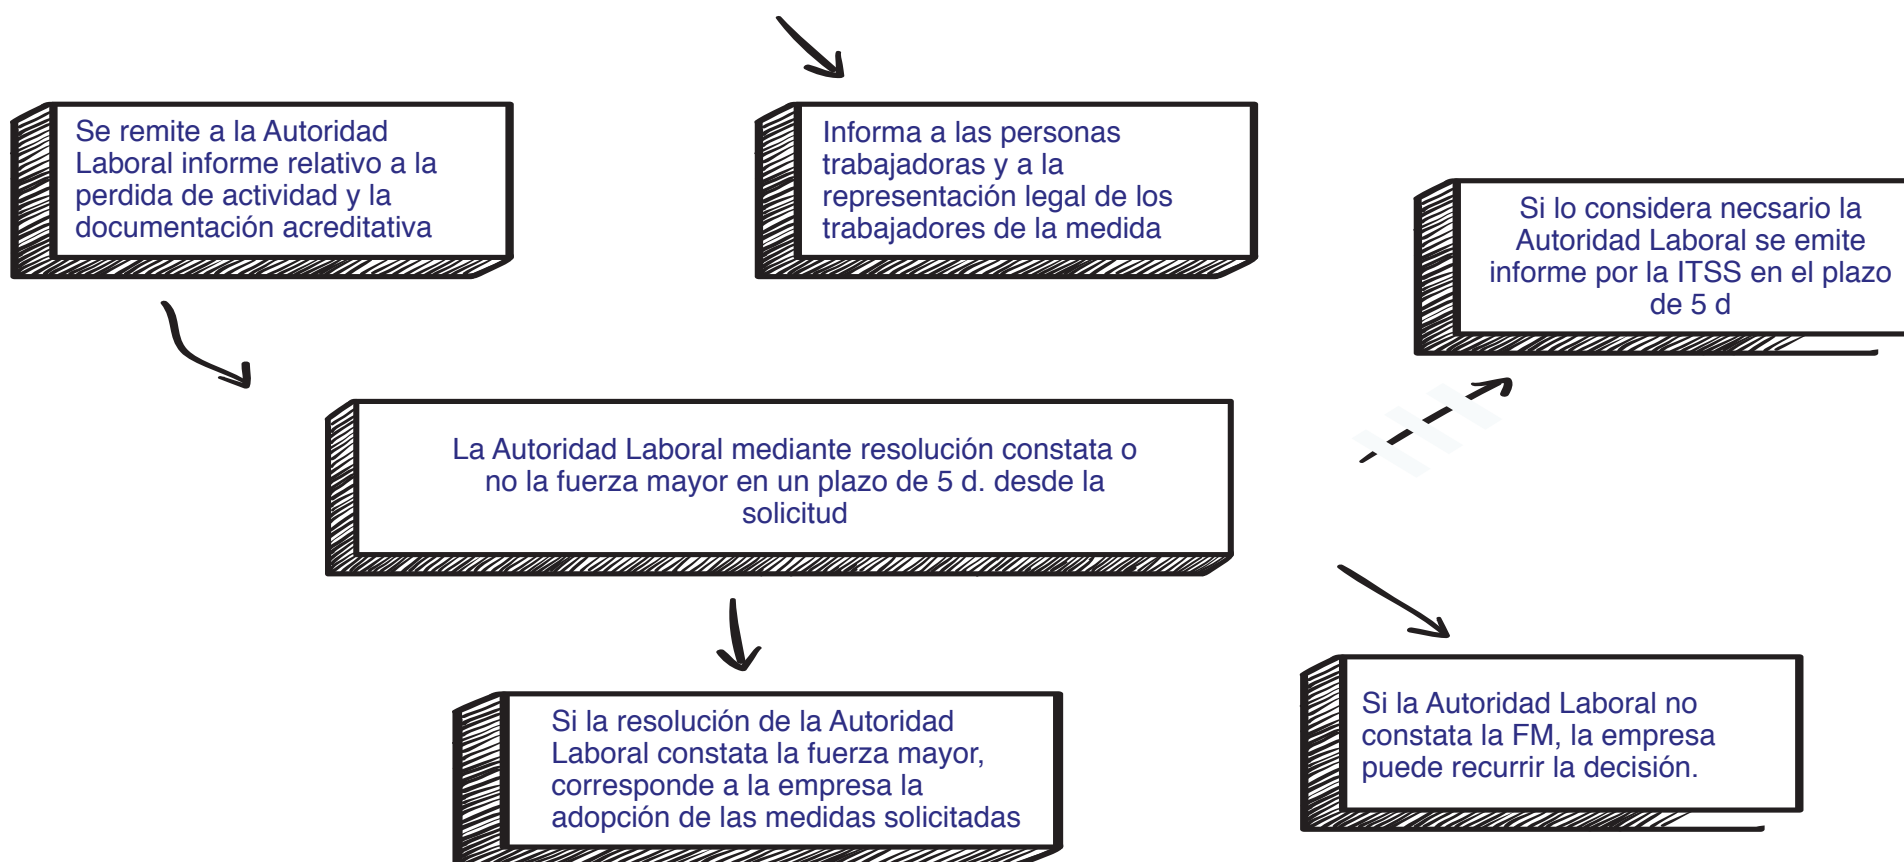 Se remite a la Autoridad
Laboral informe relativo a la
perdida de actividad y la
documentación acreditativa
Informa a las personas
trabajadoras y a la
representación legal de los
trabajadores de la medida
Si lo considera necsario la
Autoridad Laboral se emite
informe por la ITSS en el plazo
de 5 d
La Autoridad Laboral mediante resolución constata o
no la fuerza mayor en un plazo de 5 d. desde la
solicitud
Si la resolución de la Autoridad
Laboral constata la fuerza mayor,
corresponde a la empresa la
adopción de las medidas solicitadas
Si la Autoridad Laboral no
constata la FM, la empresa
puede recurrir la decisión.